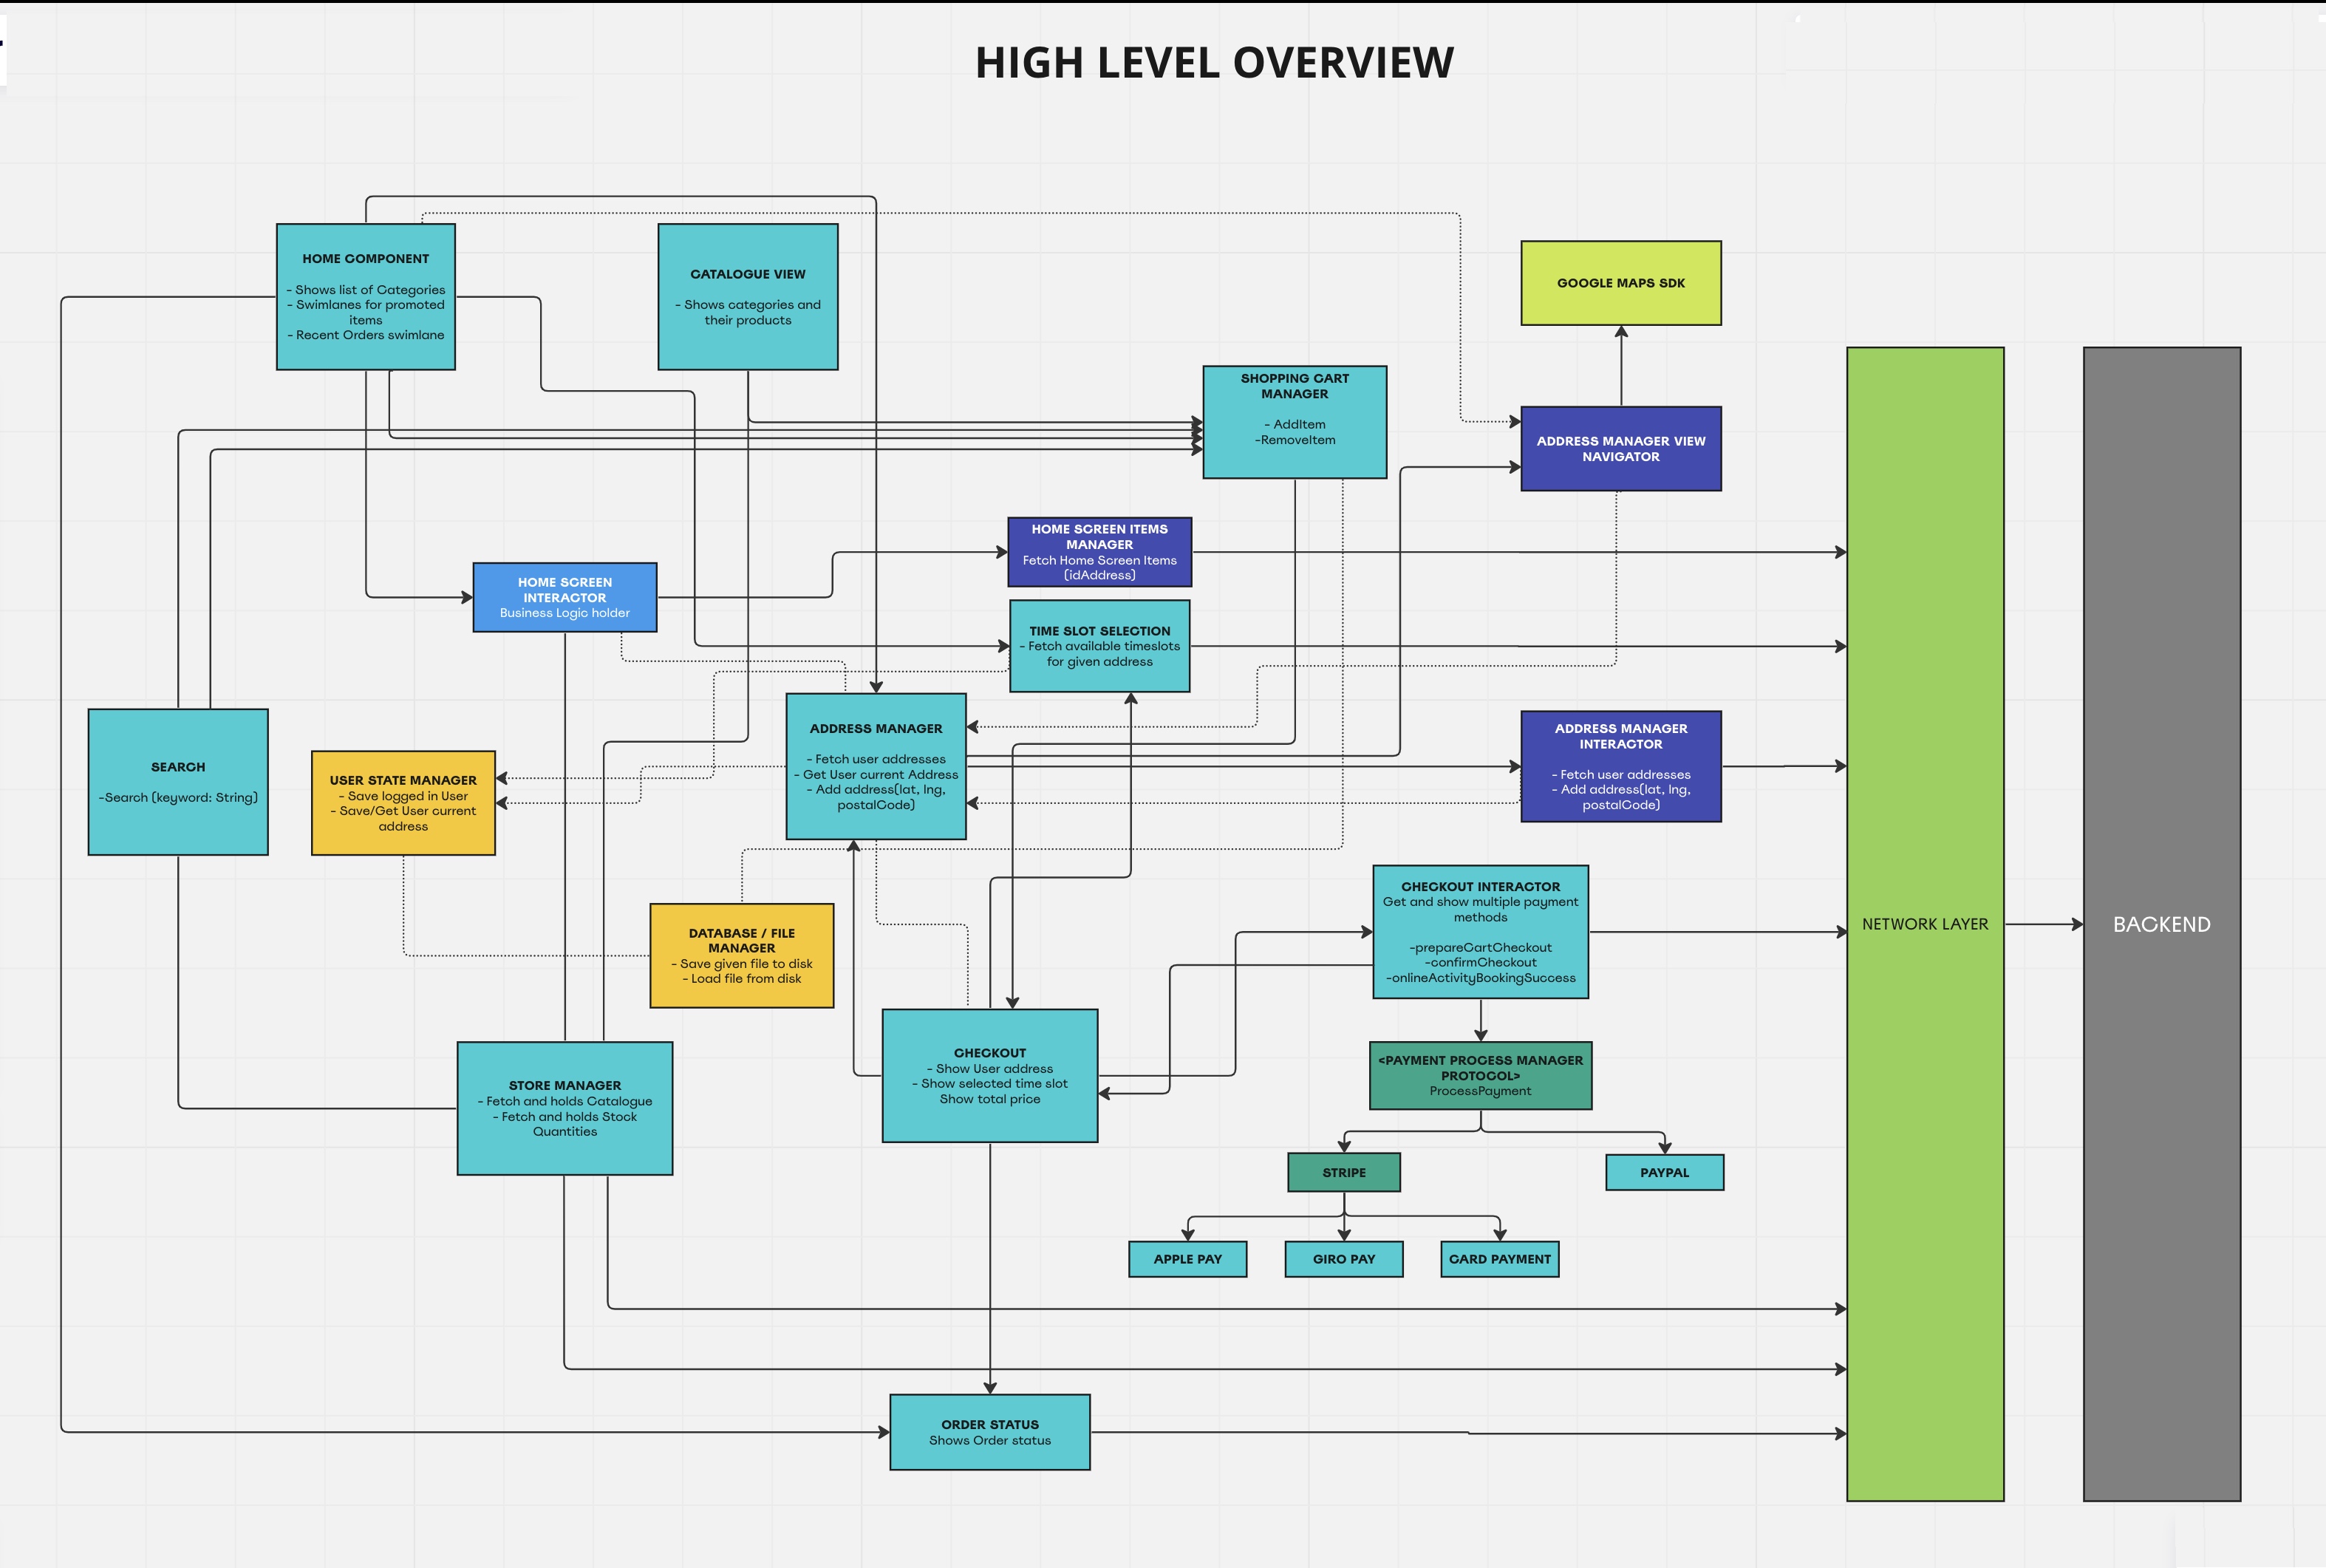 HIGH LEVEL OVERVIEW
HOME COMPONENT
- Shows list of Categories
- Swimlanes for promoted
items
- Recent Orders swimlane
CATALOGUE VIEW
- Shows categories and
their products
GOOGLE MAPS SDK
SHOPPING CART
MANAGER
- AddItem
-RemoveItem
ADDRESS MANAGER VIEW
NAVIGATOR
HOME SCREEN ITEMS
MANAGER
Fetch Home Screen Items
(idAddress)
HOME SCREEN
INTERACTOR
Business Logic holder
TIME SLOT SELECTION
- Fetch available timeslots
for given address
SEARCH
-Search (keyword: String)
USER STATE MANAGER
- Save logged in User
- Save/Get User current
address
ADDRESS MANAGER
- Fetch user addresses
- Get User current Address
- Add address(lat, lng,
postalCode)
ADDRESS MANAGER
INTERACTOR
- Fetch user addresses
- Add address(lat, lng,
postalCode)
DATABASE / FILE
MANAGER
- Save given file to disk
- Load file from disk
CHECKOUT INTERACTOR
Get and show multiple payment
methods
-prepareCartCheckout
-confirmCheckout
-onlineActivityBookingSuccess
NETWORK LAYER
BACKEND
STORE MANAGER
- Fetch and holds Catalogue
- Fetch and holds Stock
Quantities
CHECKOUT
- Show User address
- Show selected time slot
Show total price
<PAYMENT PROCESS MANAGER
PROTOCOL>
ProcessPayment
STRIPE
PAYPAL
APPLE PAY
GIRO PAY
CARD PAYMENT
ORDER STATUS
Shows Order status